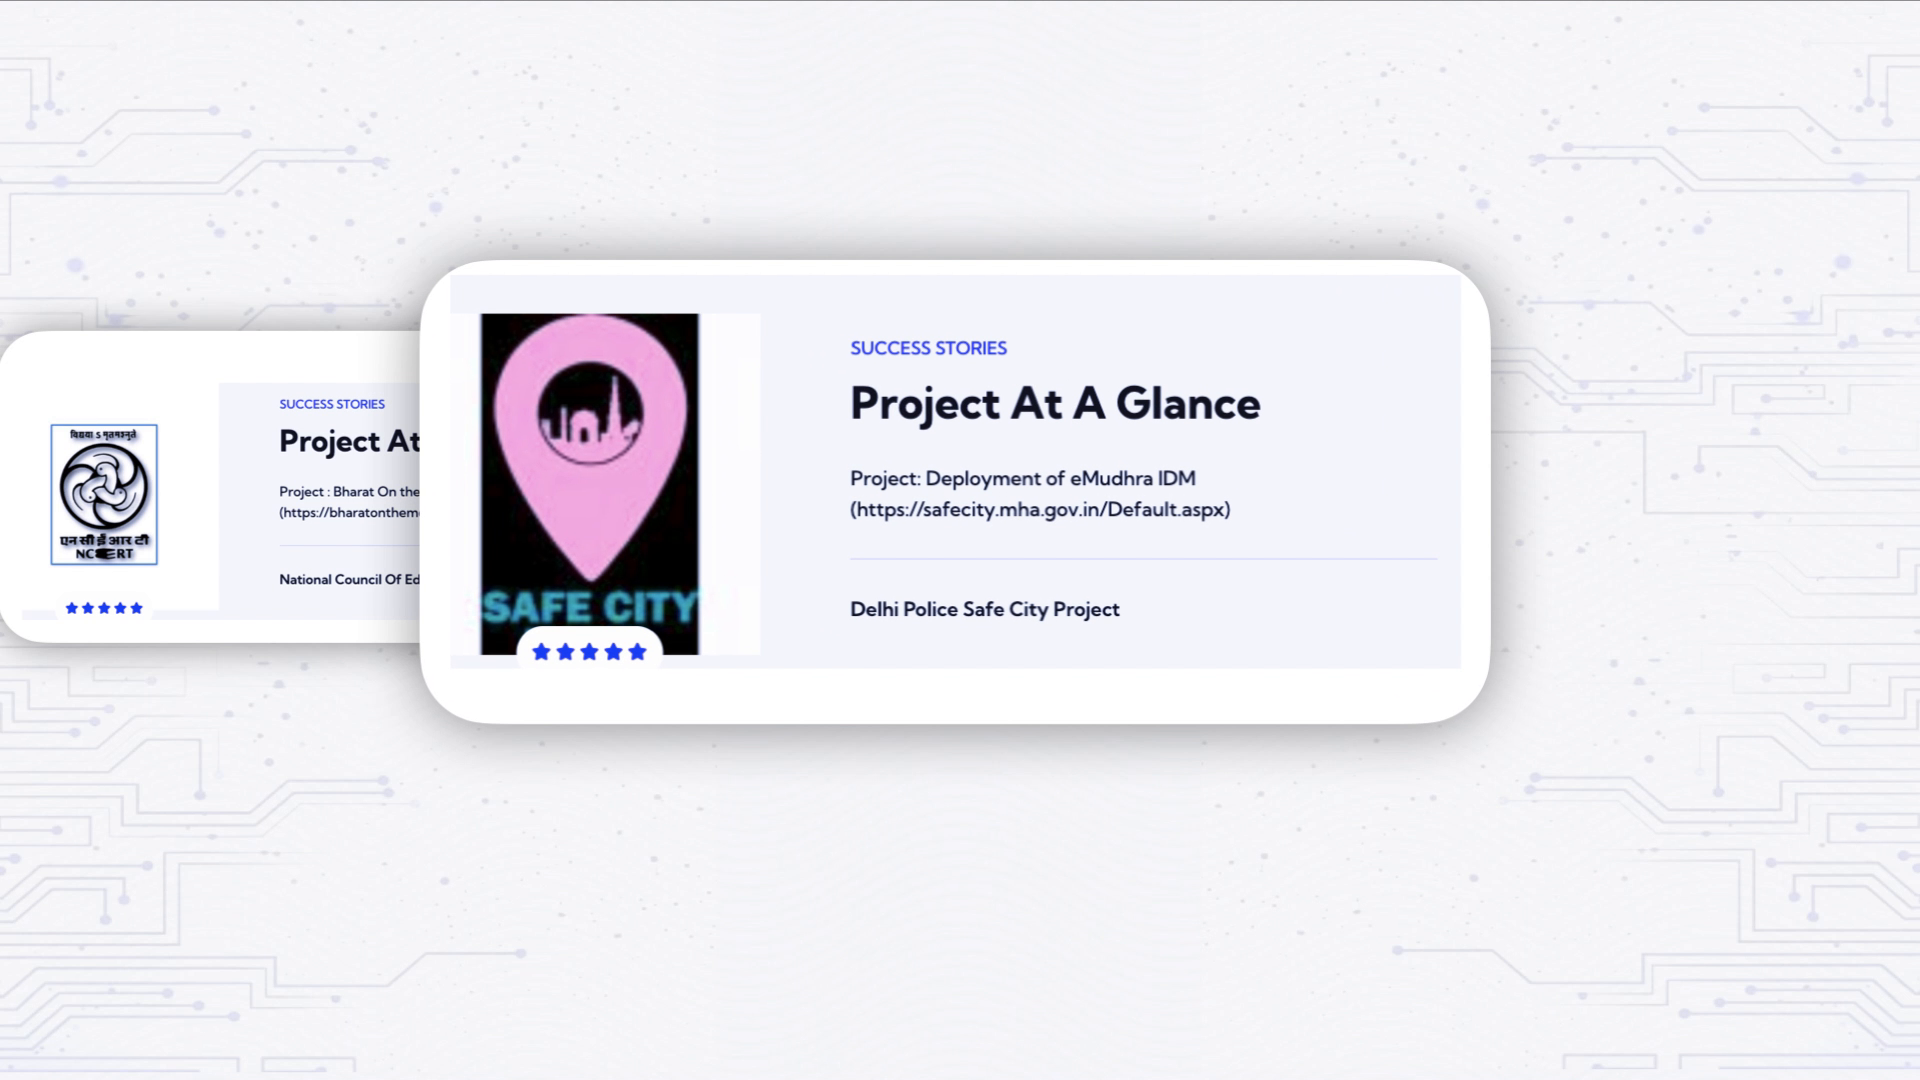 SUCCESS STORIES
Project At
Project : Bharat On the
(https://bharatonthem
National Council Of Ed
विद्यया ऽ मृतमश्नुते
एन सी ई आर टी
NCERT
SUCCESS STORIES
Project At A Glance
Project: Deployment of eMudhra IDM
(https://safecity.mha.gov.in/Default.aspx)
Delhi Police Safe City Project
SAFE CITY